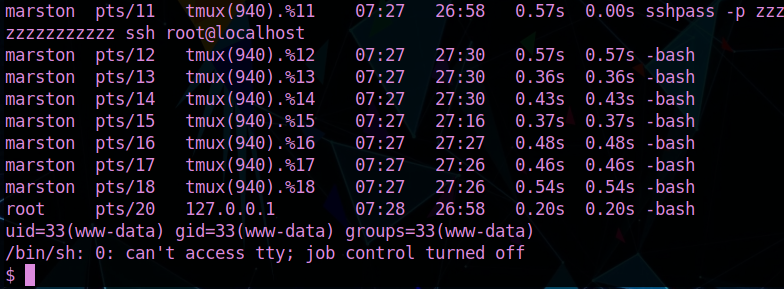 marston  pts/11   tmux(940).%11    07:27   26:58   0.57s  0.00s sshpass -p zzz
zzzzzzzzzzz ssh root@localhost
marston  pts/12   tmux(940).%12    07:27   27:30   0.57s  0.57s -bash
marston  pts/13   tmux(940).%13    07:27   27:30   0.36s  0.36s -bash
marston  pts/14   tmux(940).%14    07:27   27:30   0.43s  0.43s -bash
marston  pts/15   tmux(940).%15    07:27   27:16   0.37s  0.37s -bash
marston  pts/16   tmux(940).%16    07:27   27:27   0.48s  0.48s -bash
marston  pts/17   tmux(940).%17    07:27   27:26   0.46s  0.46s -bash
marston  pts/18   tmux(940).%18    07:27   27:26   0.54s  0.54s -bash
root     pts/20   127.0.0.1        07:28   26:58   0.20s  0.20s -bash
uid=33(www-data) gid=33(www-data) groups=33(www-data)
/bin/sh: 0: can't access tty; job control turned off
$